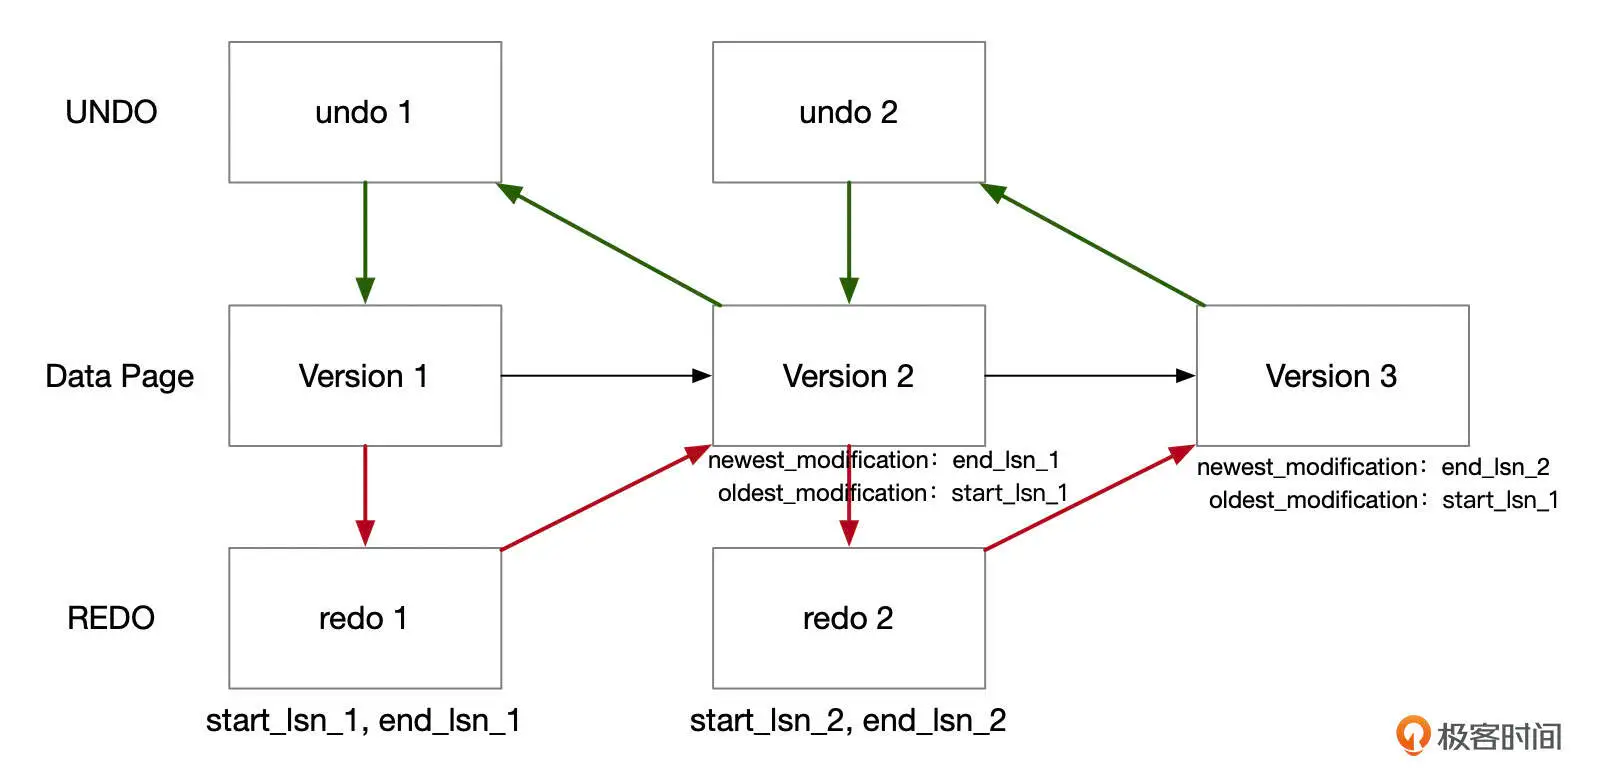 UNDO
undo 1
undo 2
Data Page
Version 1
Version 2
Version 3
newest_modification：end_lsn_1
oldest_modification：start_lsn_1
newest_modification：end_lsn_2
oldest_modification：start_lsn_1
REDO
redo 1
redo 2
start_lsn_1, end_lsn_1
start_lsn_2, end_lsn_2
极客时间